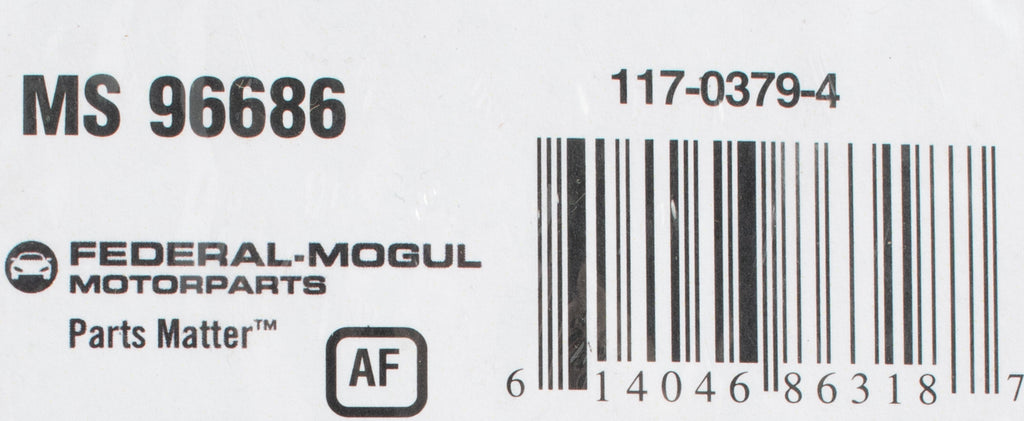 MS 96686
117-0379-4
FEDERAL-MOGUL
MOTORPARTS
Parts Matter™
AF
6 14046 86318 7